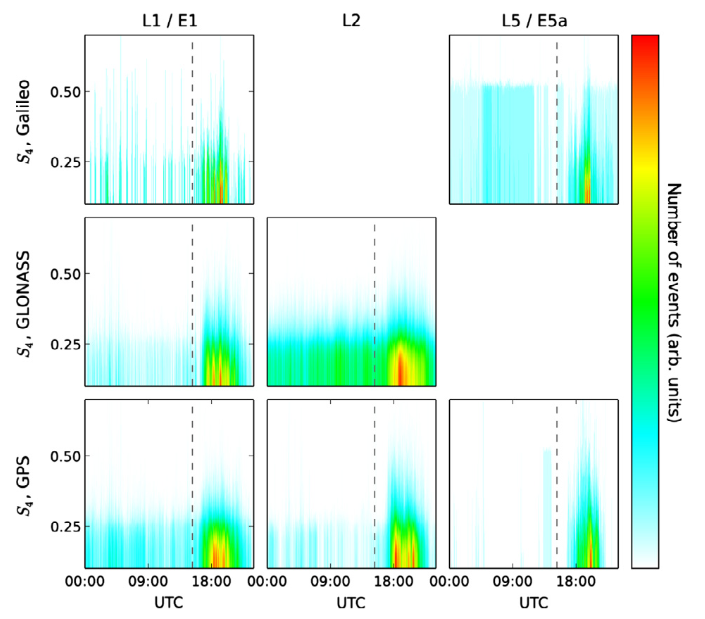 L1 / E1
L2
L5 / E5a
S₄, Galileo
0.50
0.25
S₄, GLONASS
0.50
0.25
S₄, GPS
0.50
0.25
00:00 09:00 18:00 00:00 09:00 18:00 00:00 09:00 18:00
UTC
UTC
UTC
Number of events (arb. units)